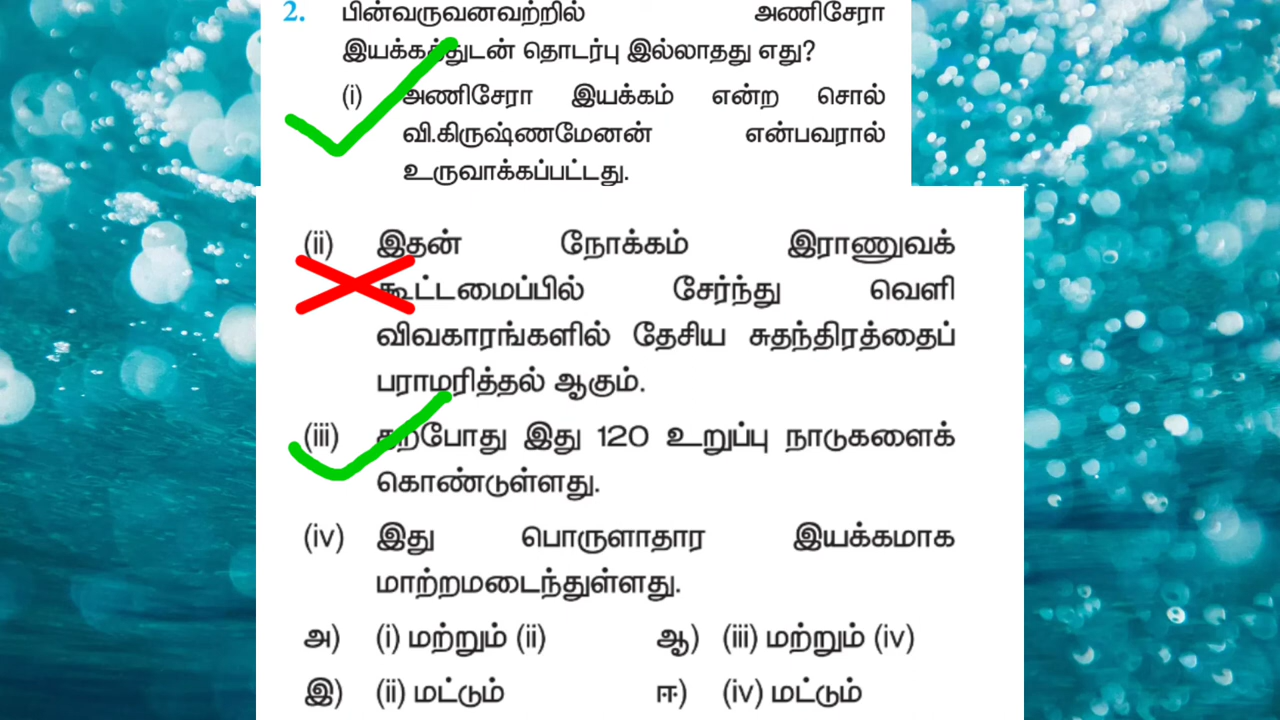 2. பின்வருவனவற்றில் அணிசேரா
இயக்கத்துடன் தொடர்பு இல்லாதது எது?
(i) அணிசேரா இயக்கம் என்ற சொல்
வி.கிருஷ்ணமேனன் என்பவரால்
உருவாக்கப்பட்டது.
(ii) இதன் நோக்கம் இராணுவக்
கூட்டமைப்பில் சேர்ந்து வெளி
விவகாரங்களில் தேசிய சுதந்திரத்தைப்
பராமரித்தல் ஆகும்.
(iii) தற்போது இது 120 உறுப்பு நாடுகளைக்
கொண்டுள்ளது.
(iv) இது பொருளாதார இயக்கமாக
மாற்றமடைந்துள்ளது.
அ) (i) மற்றும் (ii) ஆ) (iii) மற்றும் (iv)
இ) (ii) மட்டும் ஈ) (iv) மட்டும்